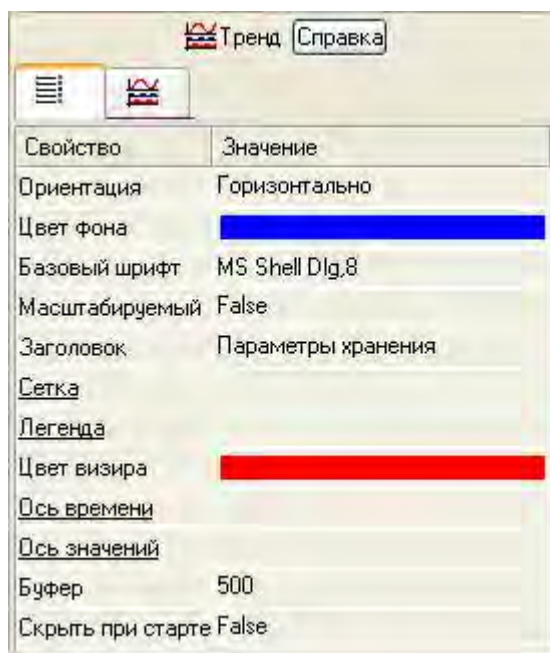 Тренд Справка
Свойство Значение
Ориентация Горизонтально
Цвет фона
Базовый шрифт MS Shell Dlg,8
Масштабируемый False
Заголовок Параметры хранения
Сетка
Легенда
Цвет визира
Ось времени
Ось значений
Буфер 500
Скрыть при старте False